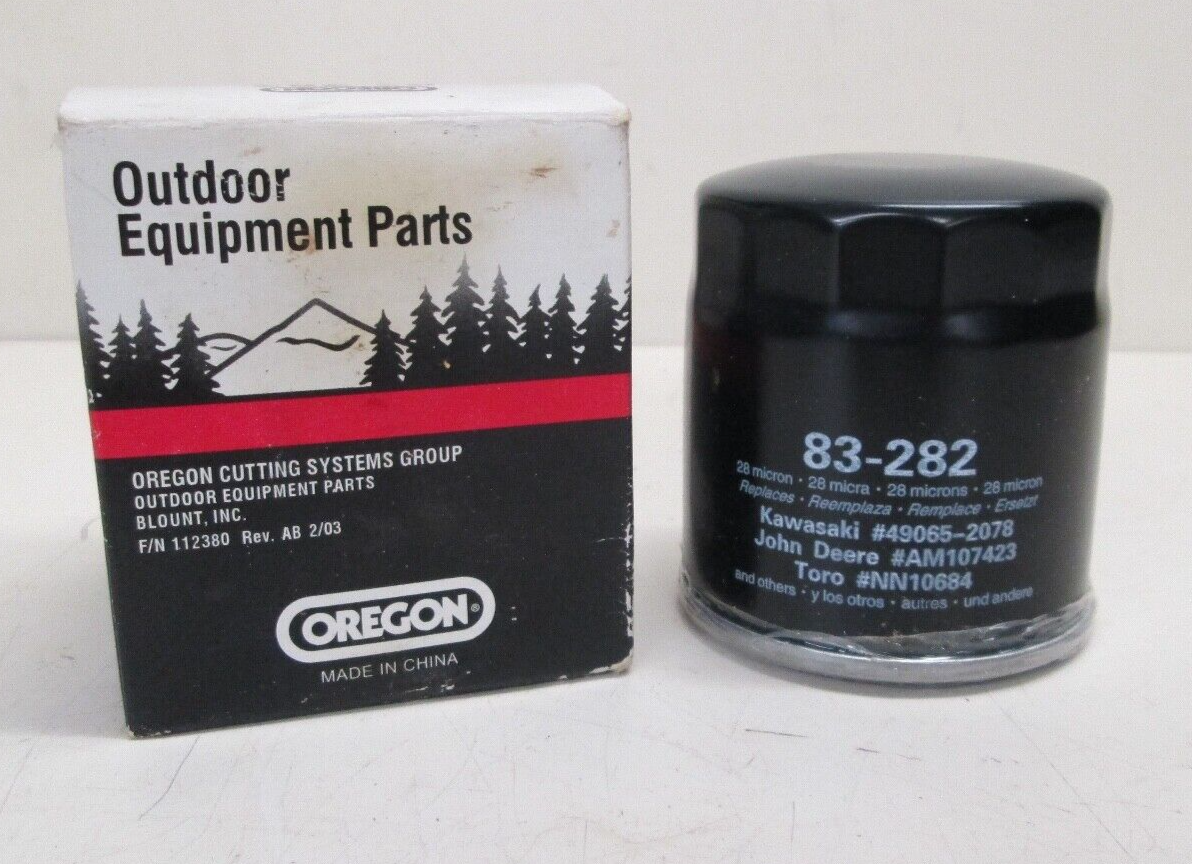 Outdoor
Equipment Parts
OREGON CUTTING SYSTEMS GROUP
OUTDOOR EQUIPMENT PARTS
BLOUNT, INC.
F/N 112380 Rev. AB 2/03
OREGON®
MADE IN CHINA
83-282
28 micron · 28 micra · 28 microns · 28 micron
Replaces · Reemplaza · Remplace · Ersetzt
Kawasaki #49065-2078
John Deere #AM107423
Toro #NN10684
and others · y los otros · autres · und andere